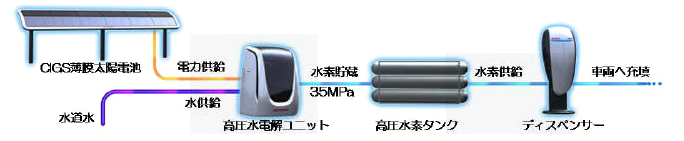 CIGS薄膜太陽電池
電力供給
水供給
水道水
高圧水電解ユニット
水素貯蔵
35MPa
高圧水素タンク
水素供給
ディスペンサー
車両へ充填